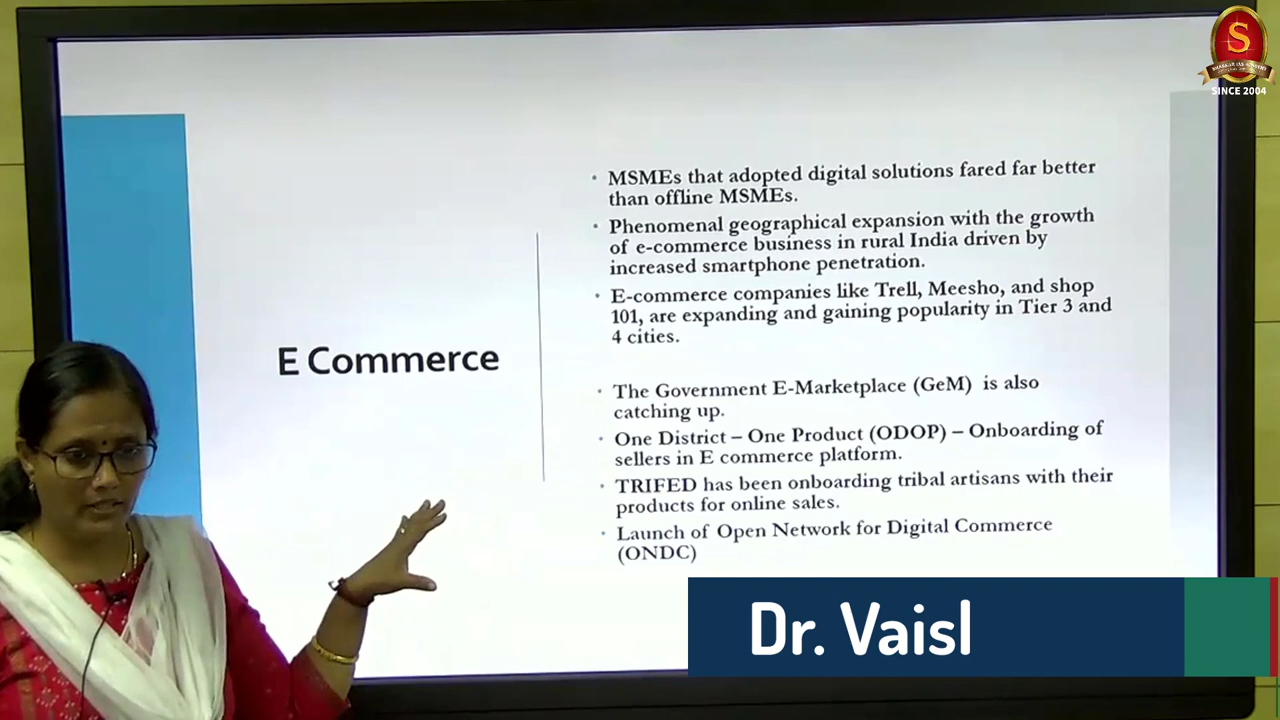 S
SHANKAR IAS ACADEMY
SINCE 2004
E Commerce
• MSMEs that adopted digital solutions fared far better
than offline MSMEs.
• Phenomenal geographical expansion with the growth
of e-commerce business in rural India driven by
increased smartphone penetration.
• E-commerce companies like Trell, Meesho, and shop
101, are expanding and gaining popularity in Tier 3 and
4 cities.
• The Government E-Marketplace (GeM) is also
catching up.
• One District – One Product (ODOP) – Onboarding of
sellers in E commerce platform.
• TRIFED has been onboarding tribal artisans with their
products for online sales.
• Launch of Open Network for Digital Commerce
(ONDC)
Dr. Vaisl